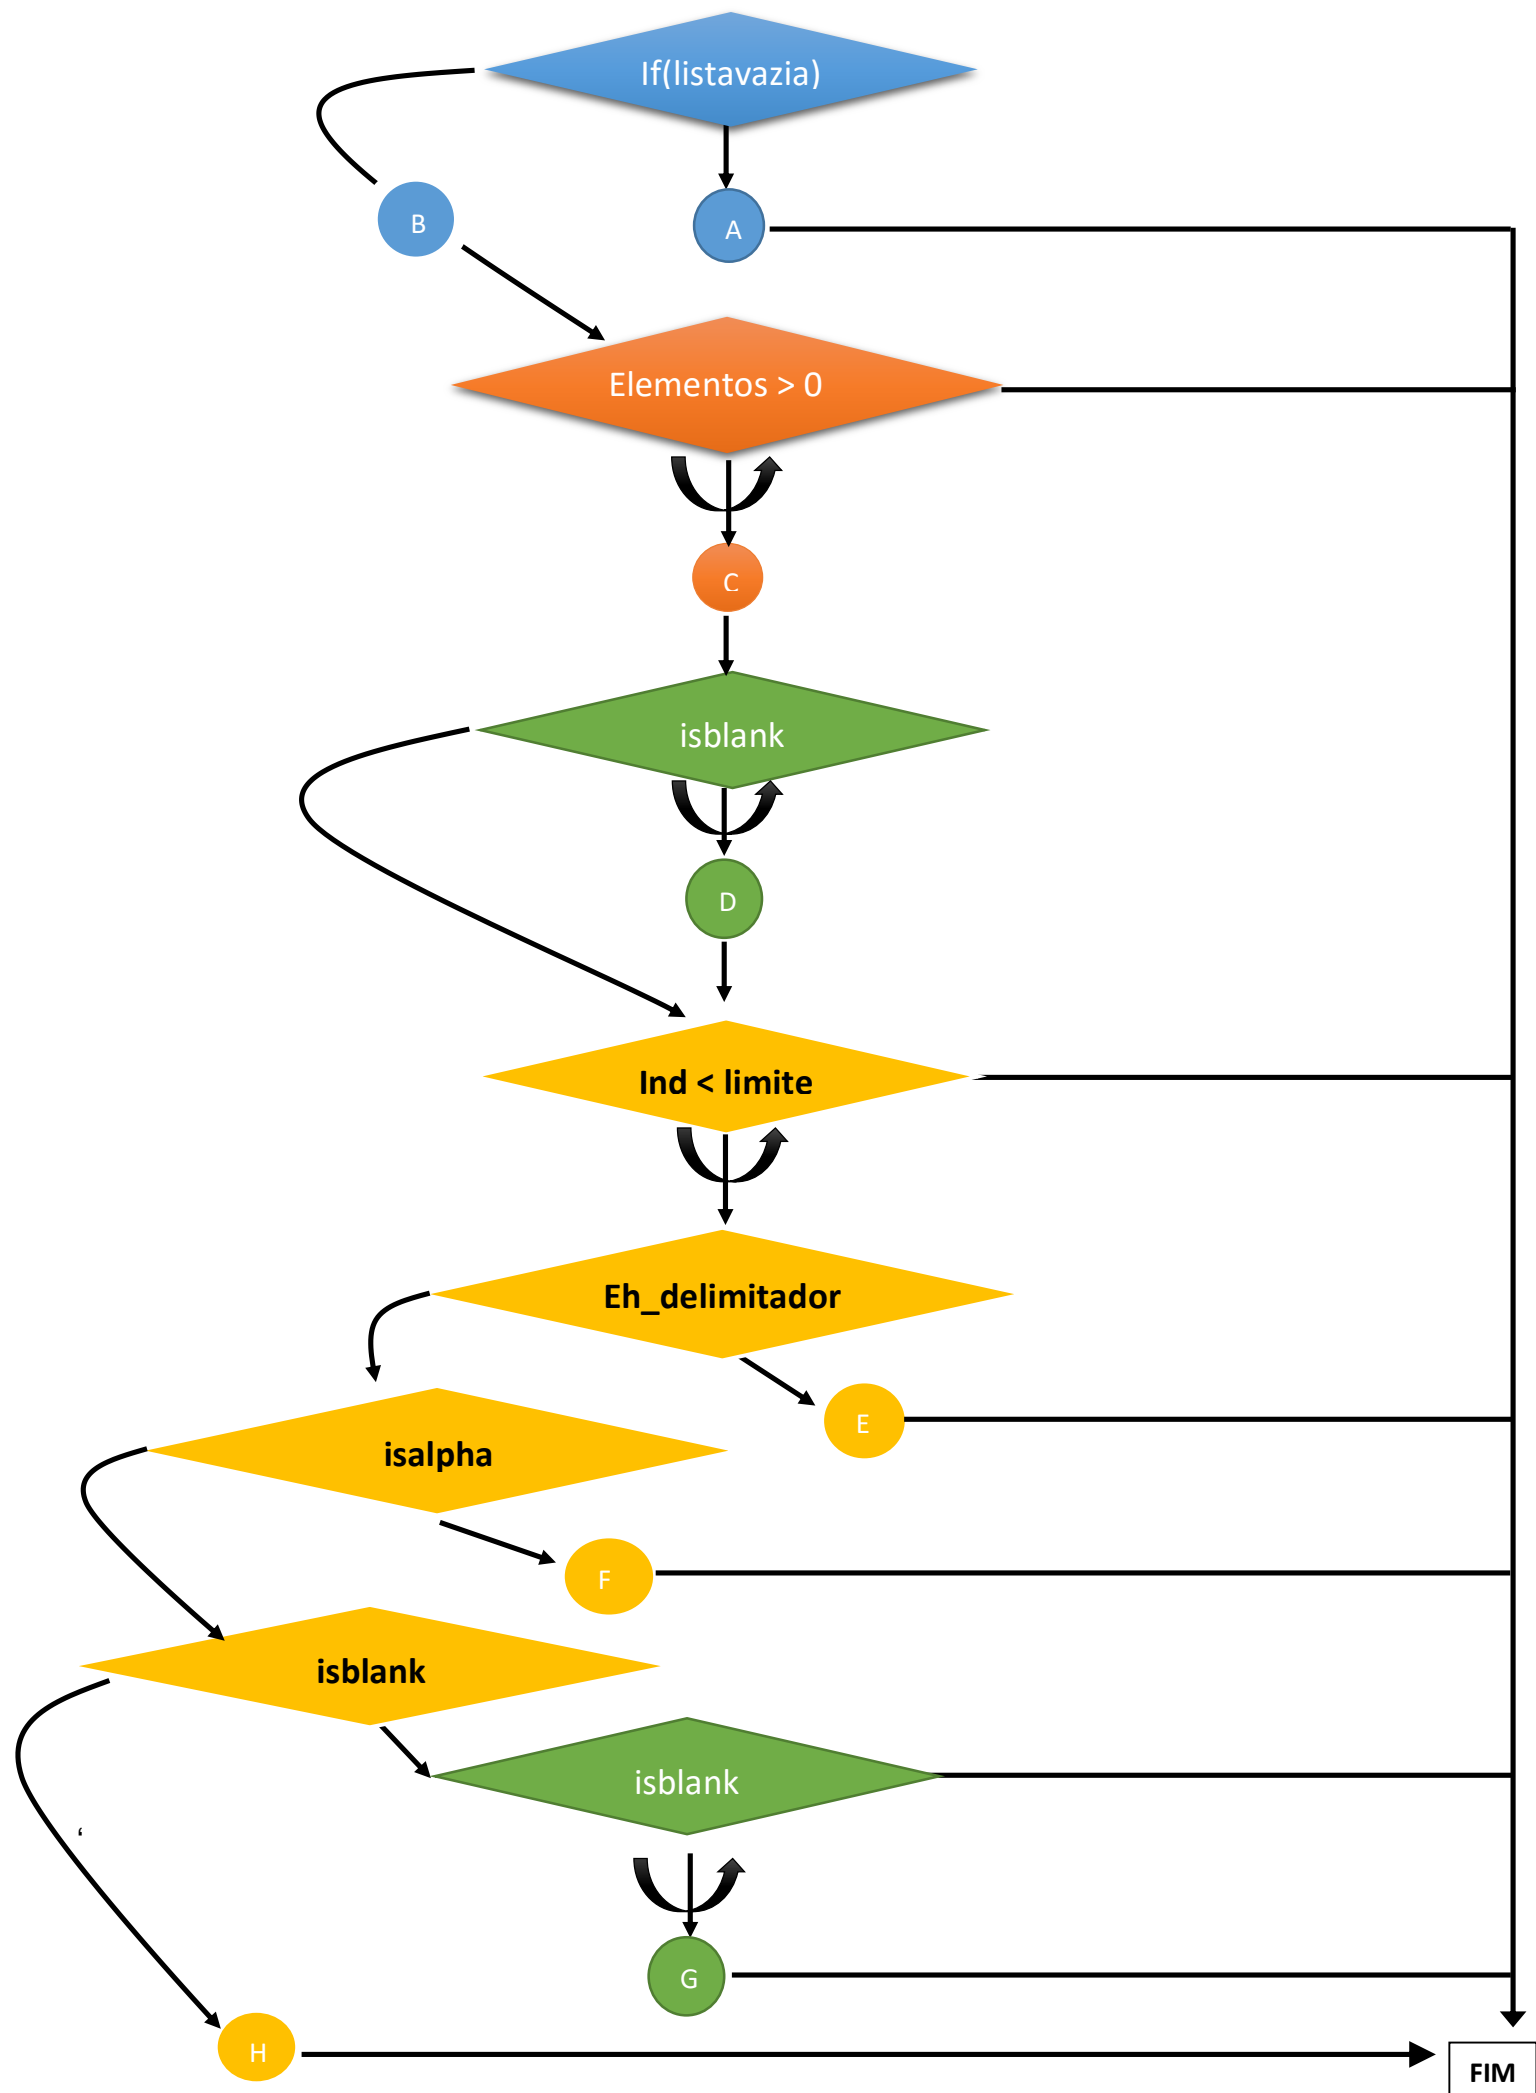 If(listavazia)
B
A
Elementos > 0
C
isblank
D
Ind < limite
Eh_delimitador
E
isalpha
F
isblank
isblank
‘
G
H
FIM